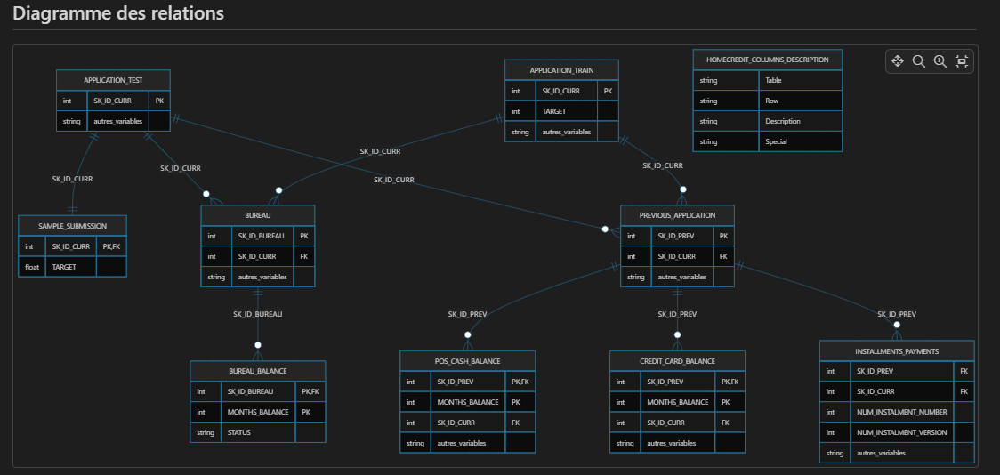 Diagramme des relations
APPLICATION_TEST
int SK_ID_CURR PK
string autres_variables
APPLICATION_TRAIN
int SK_ID_CURR PK
int TARGET
string autres_variables
HOMECREDIT_COLUMNS_DESCRIPTION
string Table
string Row
string Description
string Special
SK_ID_CURR
SK_ID_CURR
SK_ID_CURR
SK_ID_CURR
SK_ID_CURR
SAMPLE_SUBMISSION
int SK_ID_CURR PK,FK
float TARGET
BUREAU
int SK_ID_BUREAU PK
int SK_ID_CURR FK
string autres_variables
PREVIOUS_APPLICATION
int SK_ID_PREV PK
int SK_ID_CURR FK
string autres_variables
SK_ID_BUREAU
SK_ID_PREV
SK_ID_PREV
SK_ID_PREV
BUREAU_BALANCE
int SK_ID_BUREAU PK,FK
int MONTHS_BALANCE PK
string STATUS
POS_CASH_BALANCE
int SK_ID_PREV PK,FK
int MONTHS_BALANCE PK
int SK_ID_CURR FK
string autres_variables
CREDIT_CARD_BALANCE
int SK_ID_PREV PK,FK
int MONTHS_BALANCE PK
int SK_ID_CURR FK
string autres_variables
INSTALLMENTS_PAYMENTS
int SK_ID_PREV FK
int SK_ID_CURR FK
int NUM_INSTALMENT_NUMBER
int NUM_INSTALMENT_VERSION
string autres_variables